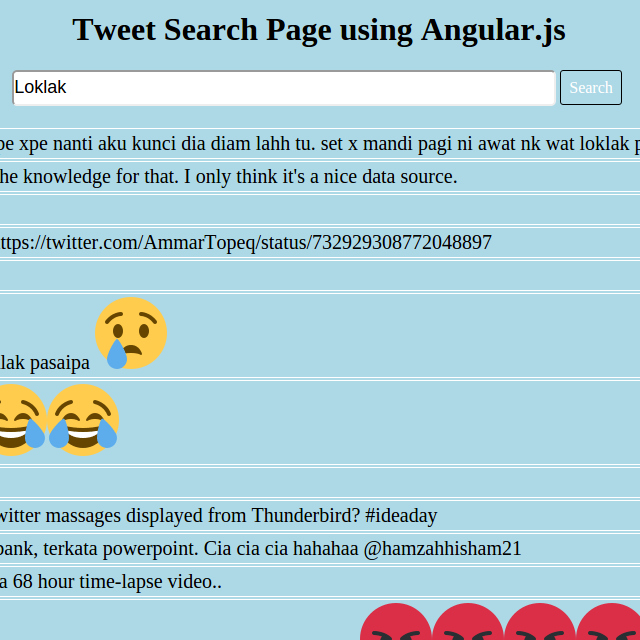 Tweet Search Page using Angular.js
Loklak
Search
xpe nanti aku kunci dia diam lahh tu. set x mandi pagi ni awat nk wat loklak
he knowledge for that. I only think it's a nice data source.
ttps://twitter.com/AmmarTopeq/status/732929308772048897
lak pasaipa
witter massages displayed from Thunderbird? #ideaday
bank, terkata powerpoint. Cia cia cia hahahaa @hamzahhisham21
a 68 hour time-lapse video..